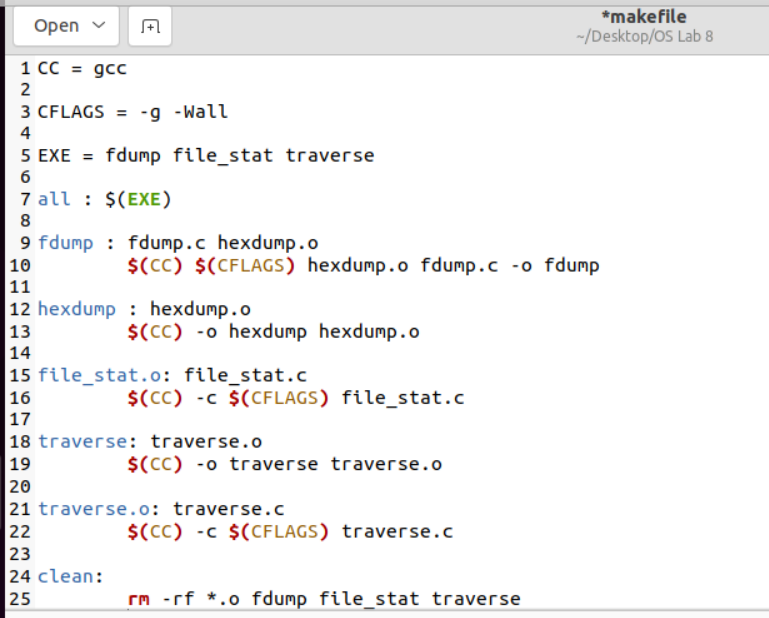 Open
*makefile
~/Desktop/OS Lab 8
1 CC = gcc
2
3 CFLAGS = -g -Wall
4
5 EXE = fdump file_stat traverse
6
7 all : $(EXE)
8
9 fdump : fdump.c hexdump.o
10 $(CC) $(CFLAGS) hexdump.o fdump.c -o fdump
11
12 hexdump : hexdump.o
13 $(CC) -o hexdump hexdump.o
14
15 file_stat.o: file_stat.c
16 $(CC) -c $(CFLAGS) file_stat.c
17
18 traverse: traverse.o
19 $(CC) -o traverse traverse.o
20
21 traverse.o: traverse.c
22 $(CC) -c $(CFLAGS) traverse.c
23
24 clean:
25 rm -rf *.o fdump file_stat traverse